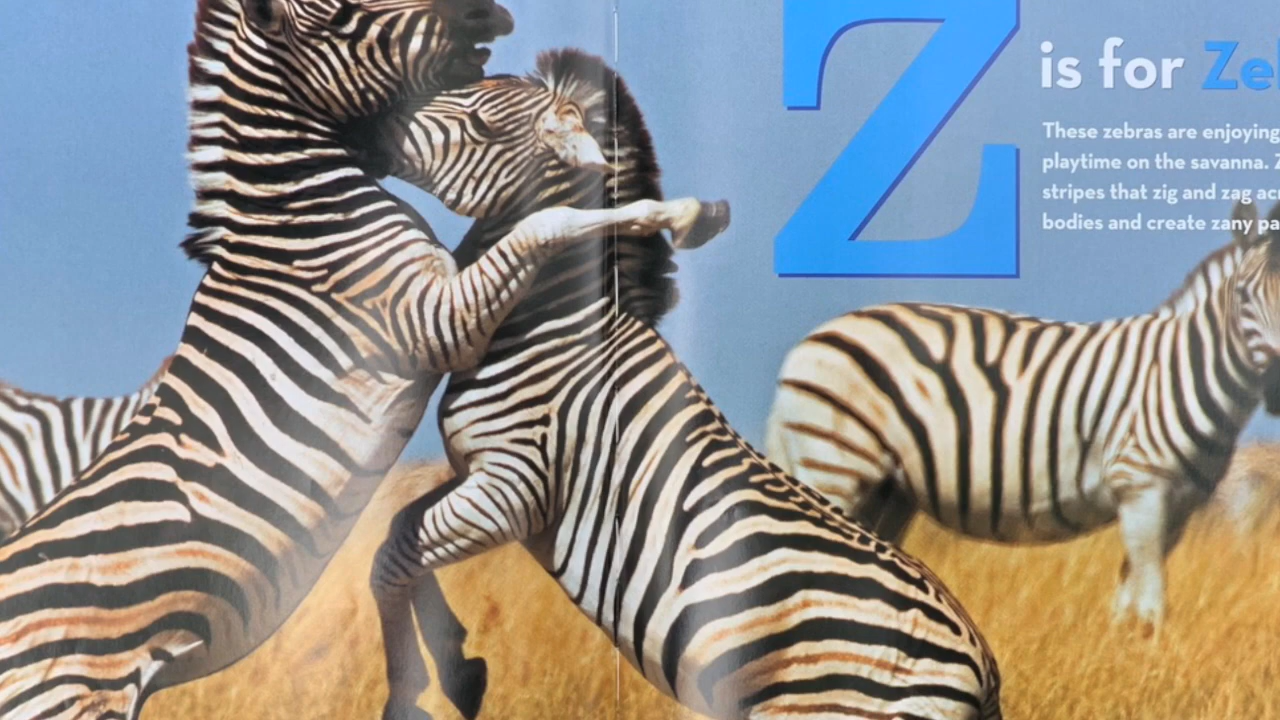 Z
is for
These zebras are enjoying
playtime on the savanna.
stripes that zig and zag
bodies and create zany